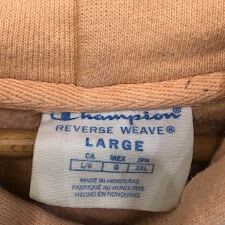 Champion
REVERSE WEAVE®
LARGE
CA MEX JPN
L/G G 2XL
MADE IN HONDURAS
FABRIQUÉ AU HONDURAS
HECHO EN HONDURAS